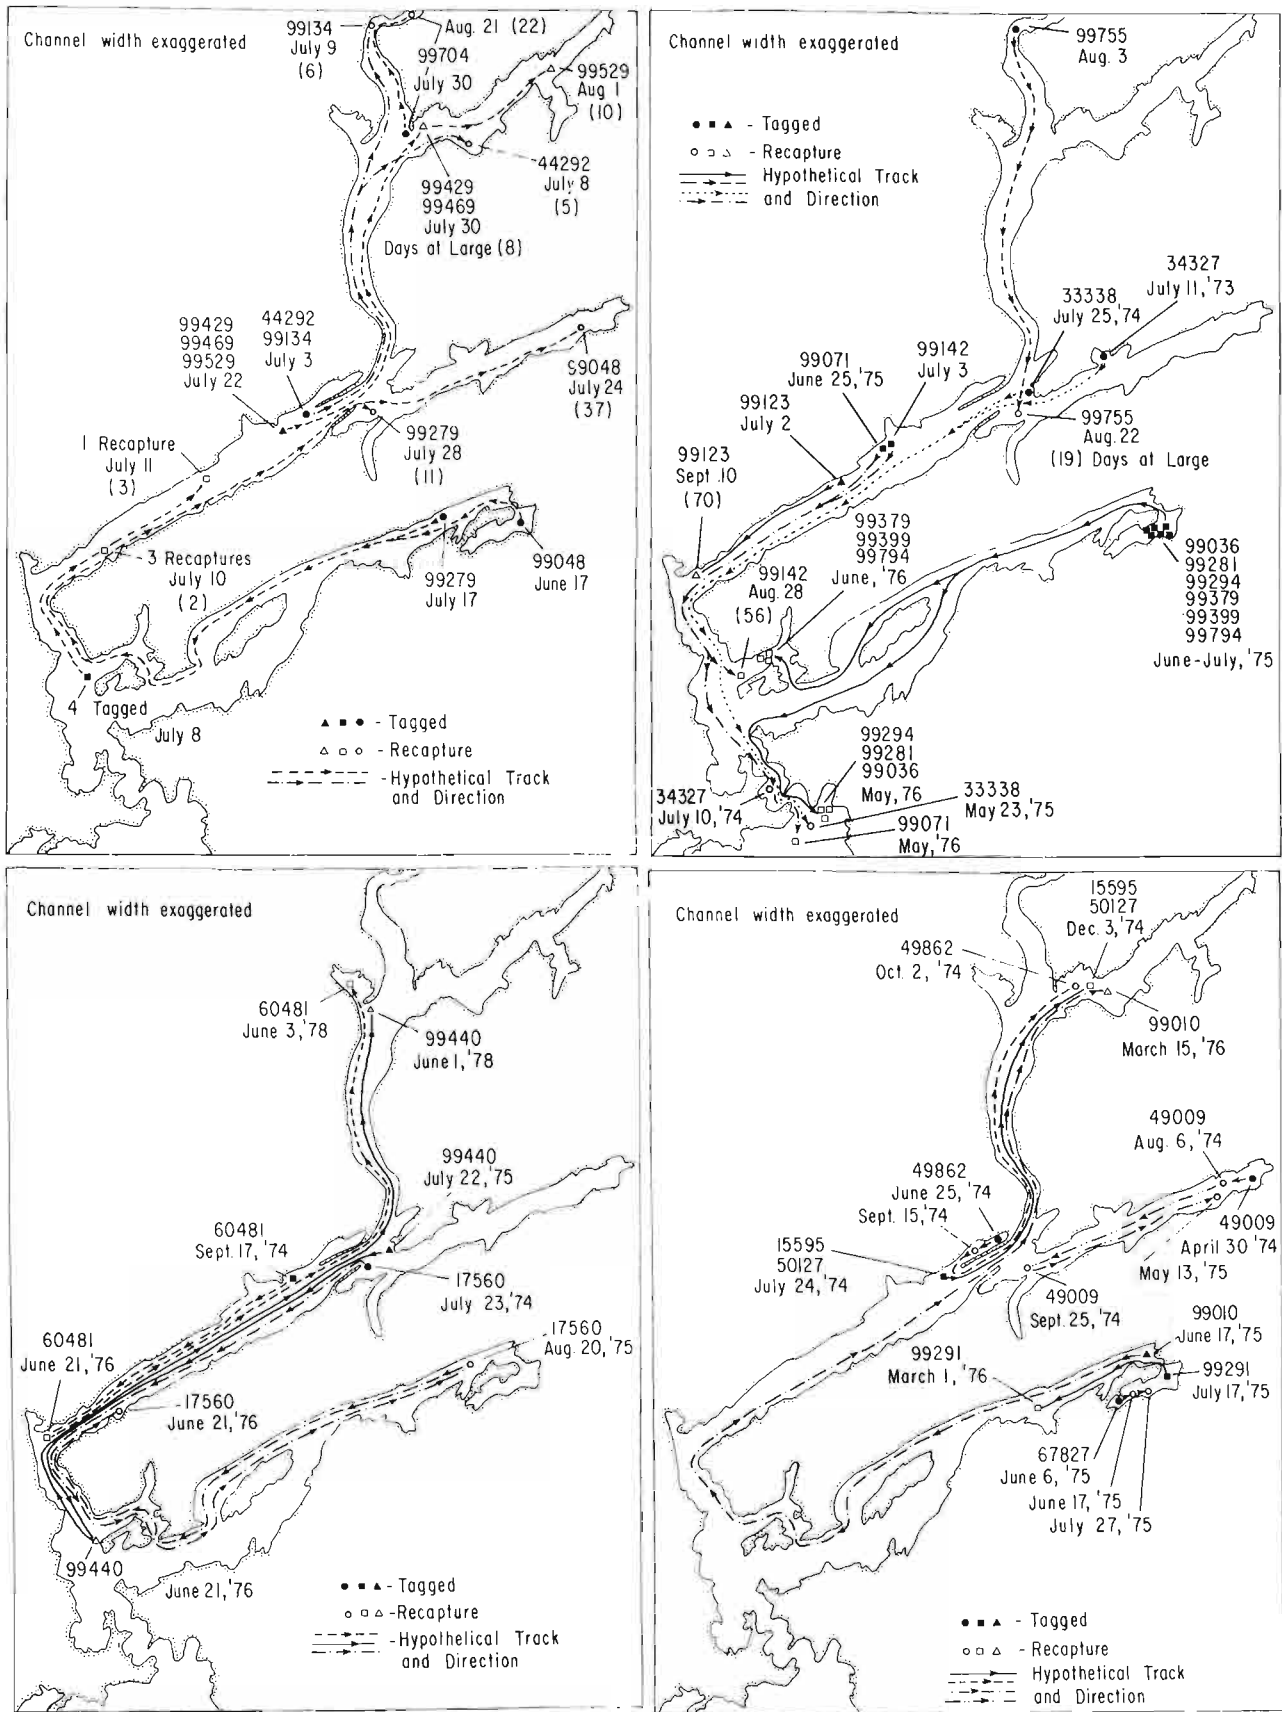 Channel width exaggerated
99134
July 9
(6)
Aug. 21 (22)
99704
July 30
99529
Aug 1
(10)
44292
July 8
(5)
99429
99469
July 30
Days at Large (8)
99429
99469
99529
July 22
44292
99134
July 3
S9048
July 24
(37)
99279
July 28
(11)
1 Recapture
July 11
(3)
3 Recaptures
July 10
(2)
99279
July 17
99048
June 17
4 Tagged
July 8
- Tagged
- Recapture
- Hypothetical Track
and Direction
Channel width exaggerated
99755
Aug. 3
- Tagged
- Recapture
Hypothetical Track
and Direction
34327
July 11, '73
33338
July 25, '74
99142
July 3
99071
June 25, '75
99123
July 2
99123
Sept. 10
(70)
99755
Aug. 22
(19) Days at Large
99379
99399
99794
June, '76
99142
Aug. 28
(56)
99036
99281
99294
99379
99399
99794
June-July, '75
99294
99281
99036
May, 76
34327
July 10, '74
33338
May 23, '75
99071
May, '76
Channel width exaggerated
60481
June 3, '78
99440
June 1, '78
99440
July 22, '75
60481
Sept. 17, '74
17560
July 23, '74
17560
Aug. 20, '75
60481
June 21, '76
17560
June 21, '76
99440
June 21, '76
- Tagged
- Recapture
- Hypothelical Track
and Direction
Channel width exaggerated
15595
50127
Dec. 3, '74
49862
Oct. 2, '74
99010
March 15, '76
49009
Aug. 6, '74
49862
June 25, '74
Sept. 15, '74
15595
50127
July 24, '74
49009
April 30 '74
May 13, '75
49009
Sept. 25, '74
99010
June 17, '75
99291
March 1, '76
99291
July 17, '75
67827
June 6, '75
June 17, '75
July 27, '75
- Tagged
- Recapture
Hypothetical Track
and Direction